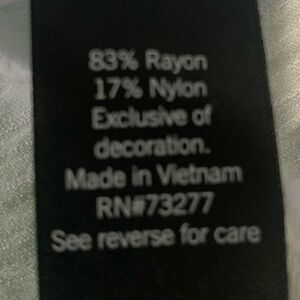 83% Rayon
17% Nylon
Exclusive of
decoration.
Made in Vietnam
RN#73277
See reverse for care